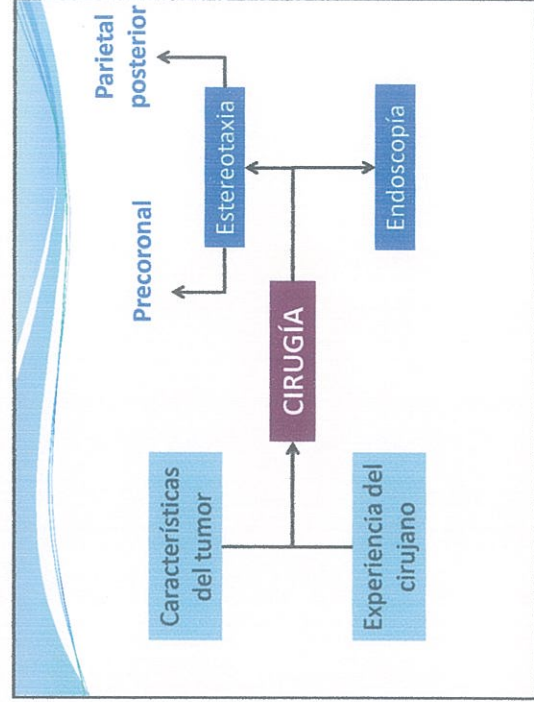 Características
del tumor
Experiencia del
cirujano
CIRUGÍA
Precoronal
Parietal
posterior
Estereotaxia
Endoscopía